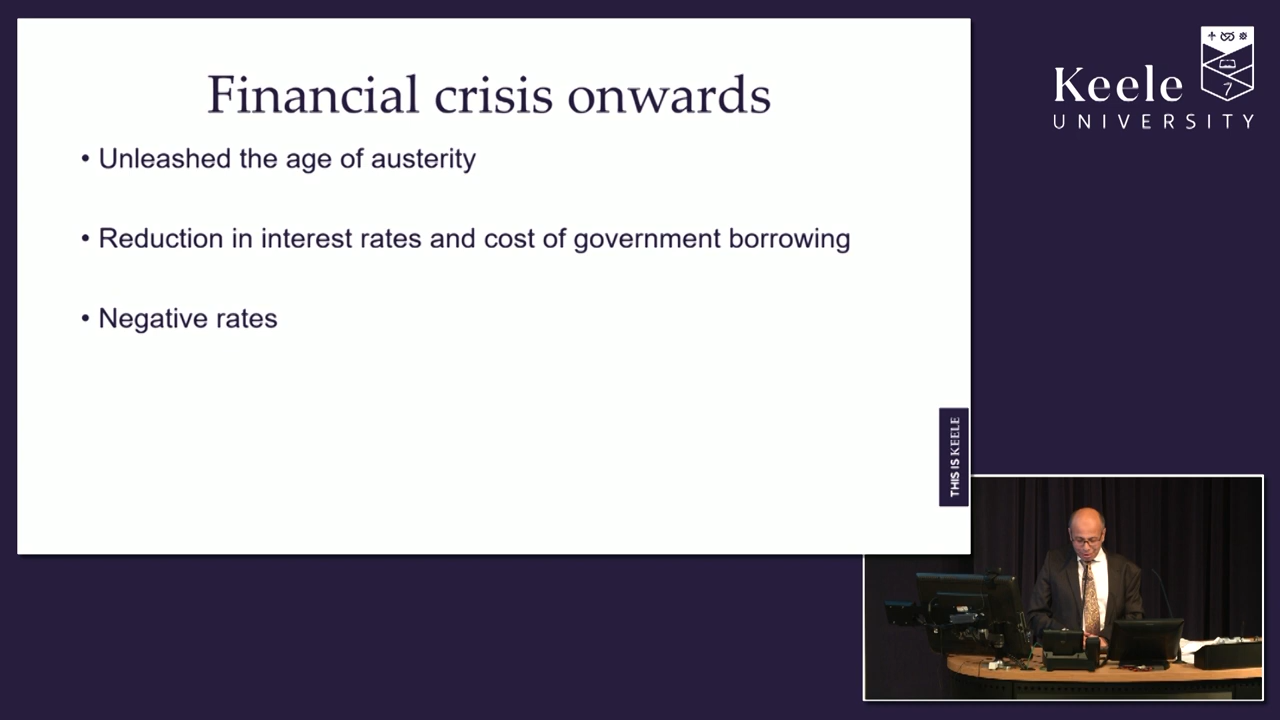 Financial crisis onwards
• Unleashed the age of austerity
• Reduction in interest rates and cost of government borrowing
• Negative rates
THIS IS KEELE
Keele
UNIVERSITY